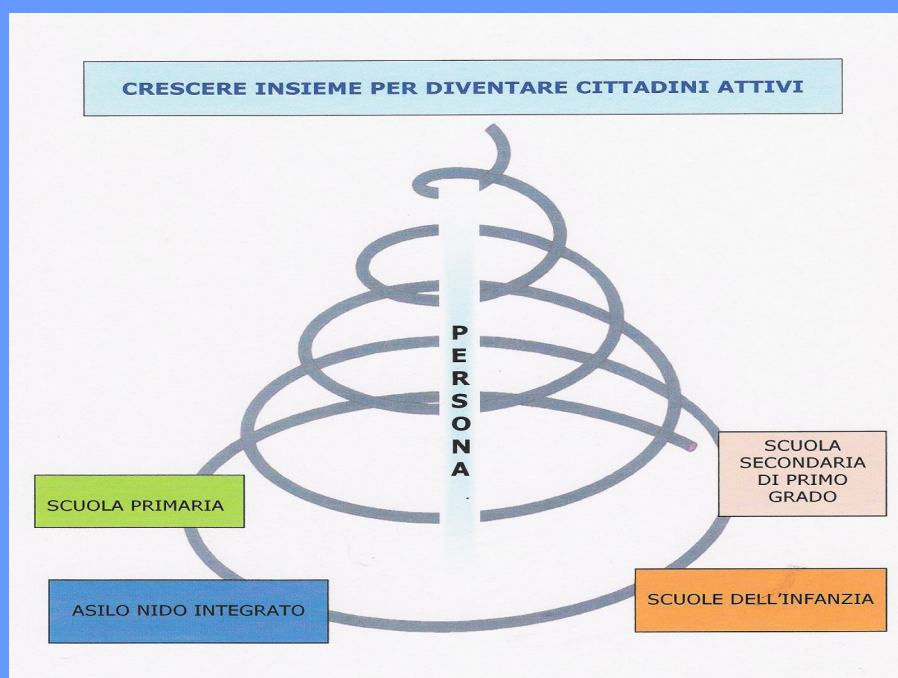 CRESCERE INSIEME PER DIVENTARE CITTADINI ATTIVI
PERSONA
SCUOLA
SECONDARIA
DI PRIMO
GRADO
SCUOLA PRIMARIA
ASILO NIDO INTEGRATO
SCUOLE DELL'INFANZIA